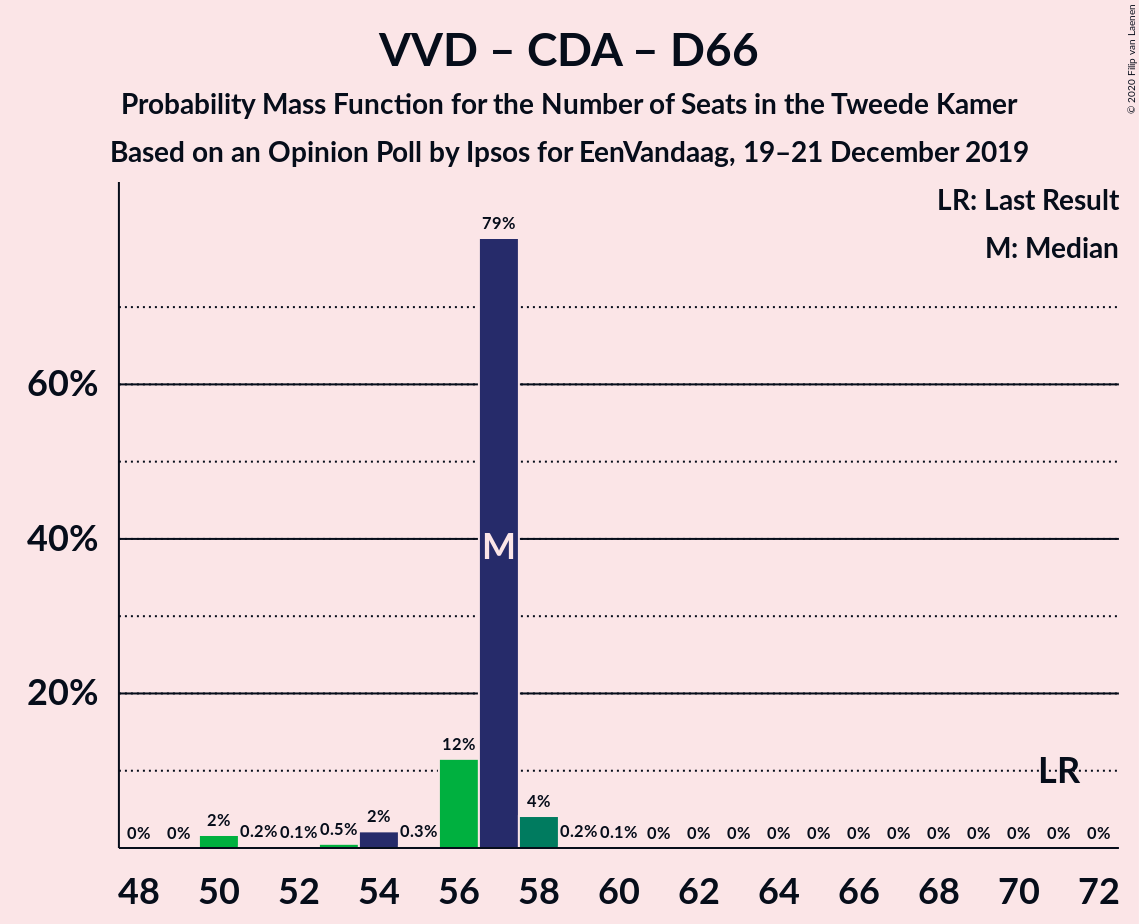 VVD – CDA – D66
Probability Mass Function for the Number of Seats in the Tweede Kamer
Based on an Opinion Poll by Ipsos for EenVandaag, 19–21 December 2019
© 2020 Filip van Laenen
LR: Last Result
M: Median
60%
40%
20%
0% 0% 2% 0.2% 0.1% 0.5% 2% 0.3% 12% 79% 4% 0.2% 0.1% 0% 0% 0% 0% 0% 0% 0% 0% 0% 0% 0% 0%
M
LR
48 50 52 54 56 58 60 62 64 66 68 70 72